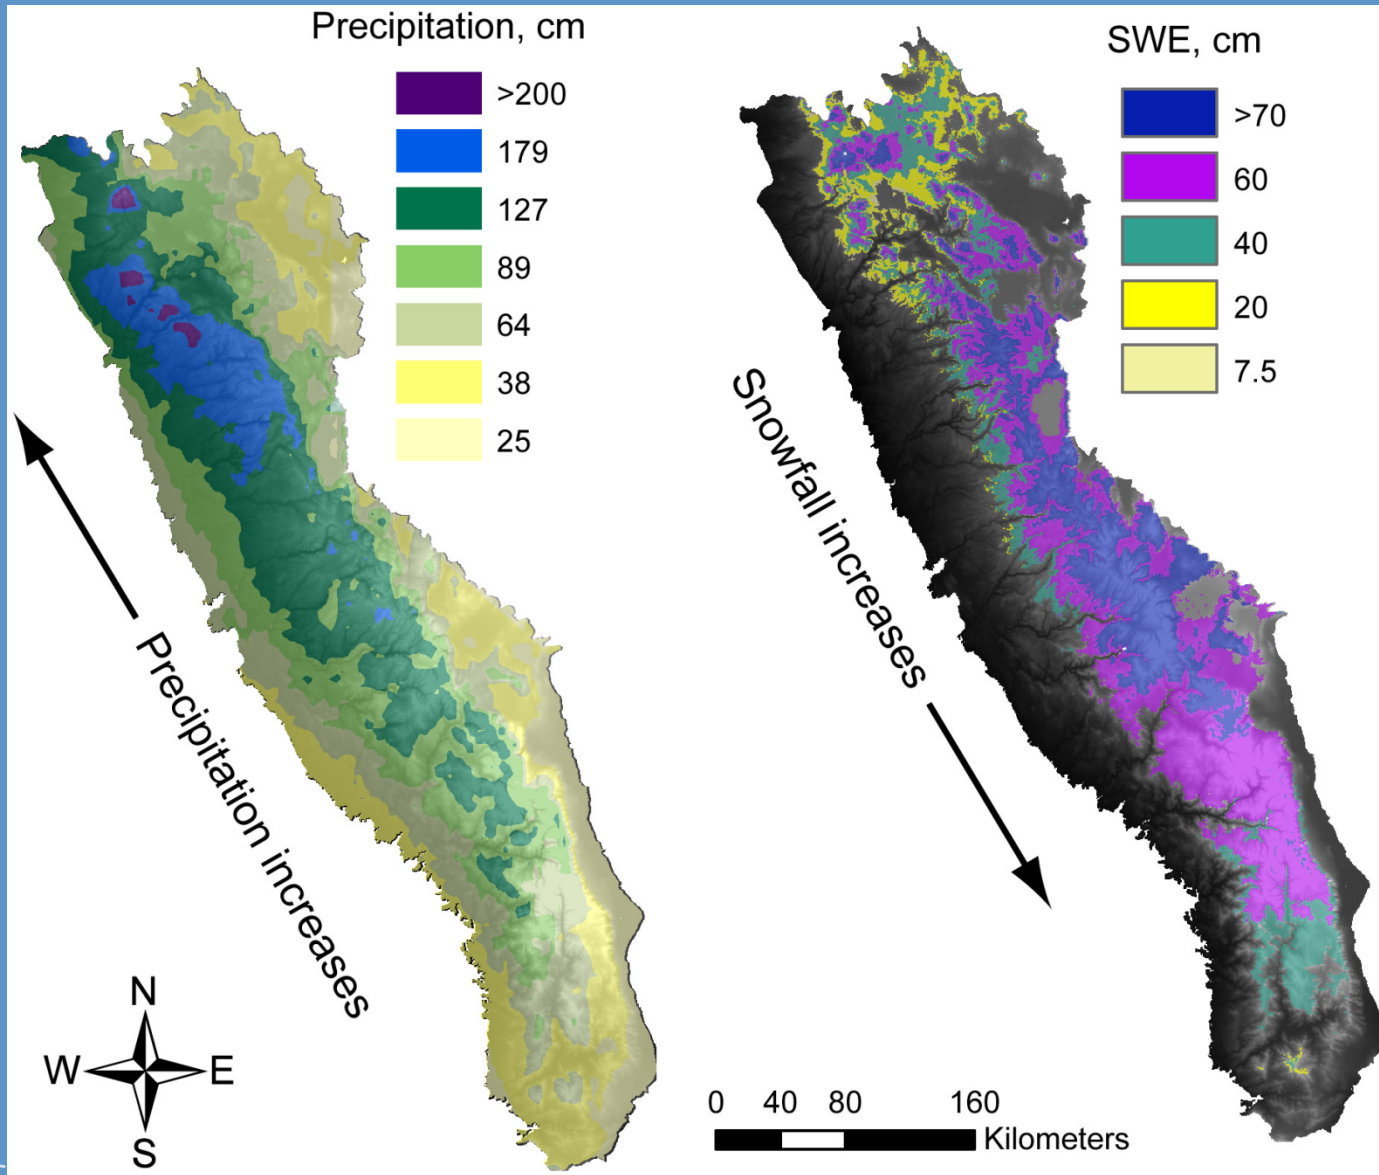 Precipitation, cm
>200
179
127
89
64
38
25
Precipitation increases
N
W
E
S
SWE, cm
>70
60
40
20
7.5
Snowfall increases
0 40 80 160
Kilometers